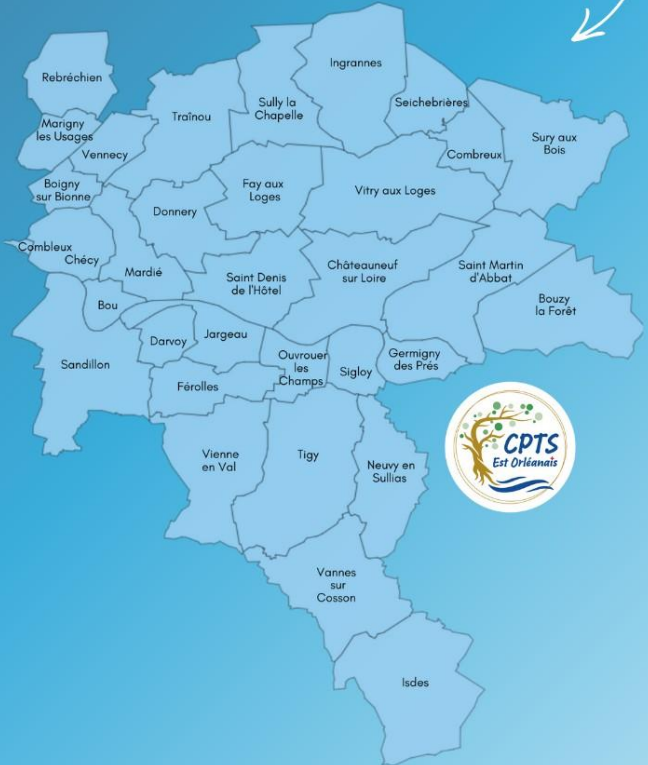 Ingrannes
Rebréchien
Sully la
Chapelle
Seichebrières
Traînou
Marigny
les Usages
Sury aux
Bois
Vennecy
Combreux
Boigny
sur Bionne
Fay aux
Loges
Vitry aux Loges
Donnery
Combleux
Chécy
Mardié
Saint Denis
de l'Hôtel
Châteauneuf
sur Loire
Saint Martin
d'Abbat
Bouzy
la Forêt
Bou
Darvoy
Jargeau
Sandillon
Ouvrouer
les
Champs
Sigloy
Germigny
des Prés
Férolles
Vienne
en Val
Tigy
Neuvy en
Sullias
CPTS
Est Orléanais
Vannes
sur
Cosson
Isdes